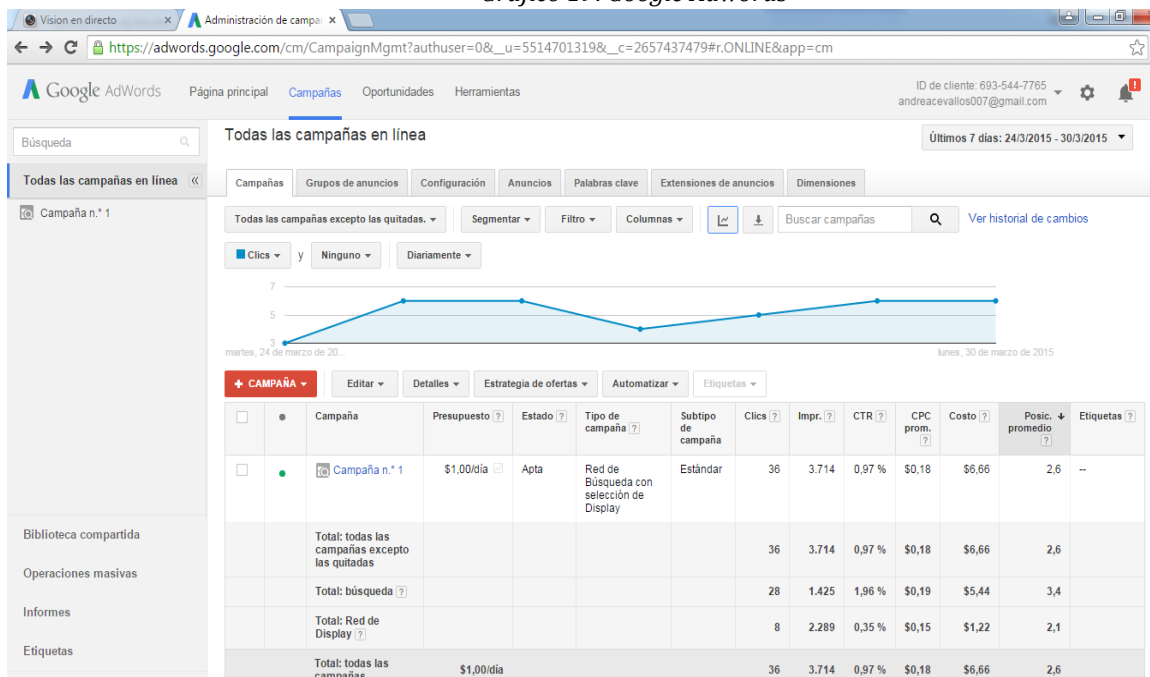 Gráfico 19: Google Adwords
Vision en directo
Administración de campa
https://adwords.google.com/cm/CampaignMgmt?authuser=0&__u=5514701319&__c=2657437479#r.ONLINE&app=cm
Google AdWords Página principal Campañas Oportunidades Herramientas
ID de cliente: 693-544-7765
andreacevallos007@gmail.com
Búsqueda
Todas las campañas en línea
Campaña n.° 1
Todas las campañas en línea
Últimos 7 días: 24/3/2015 - 30/3/2015
Campañas Grupos de anuncios Configuración Anuncios Palabras clave Extensiones de anuncios Dimensiones
Todas las campañas excepto las quitadas. Segmentar Filtro Columnas Buscar campañas Ver historial de cambios
Clics y Ninguno Diariamente
7
5
3
martes, 24 de marzo de 20... lunes, 30 de marzo de 2015
+ CAMPAÑA Editar Detalles Estrategia de ofertas Automatizar Etiquetas
Campaña Presupuesto ? Estado ? Tipo de campaña ? Subtipo de campaña Clics ? Impr. ? CTR ? CPC prom. ? Costo ? Posic. promedio ? Etiquetas ?
Campaña n.° 1 $1,00/día Apta Red de Búsqueda con selección de Display Estándar 36 3.714 0,97 % $0,18 $6,66 2,6 --
Total: todas las campañas excepto las quitadas 36 3.714 0,97 % $0,18 $6,66 2,6
Total: búsqueda ? 28 1.425 1,96 % $0,19 $5,44 3,4
Total: Red de Display ? 8 2.289 0,35 % $0,15 $1,22 2,1
Total: todas las campañas $1,00/día 36 3.714 0,97 % $0,18 $6,66 2,6
Biblioteca compartida
Operaciones masivas
Informes
Etiquetas